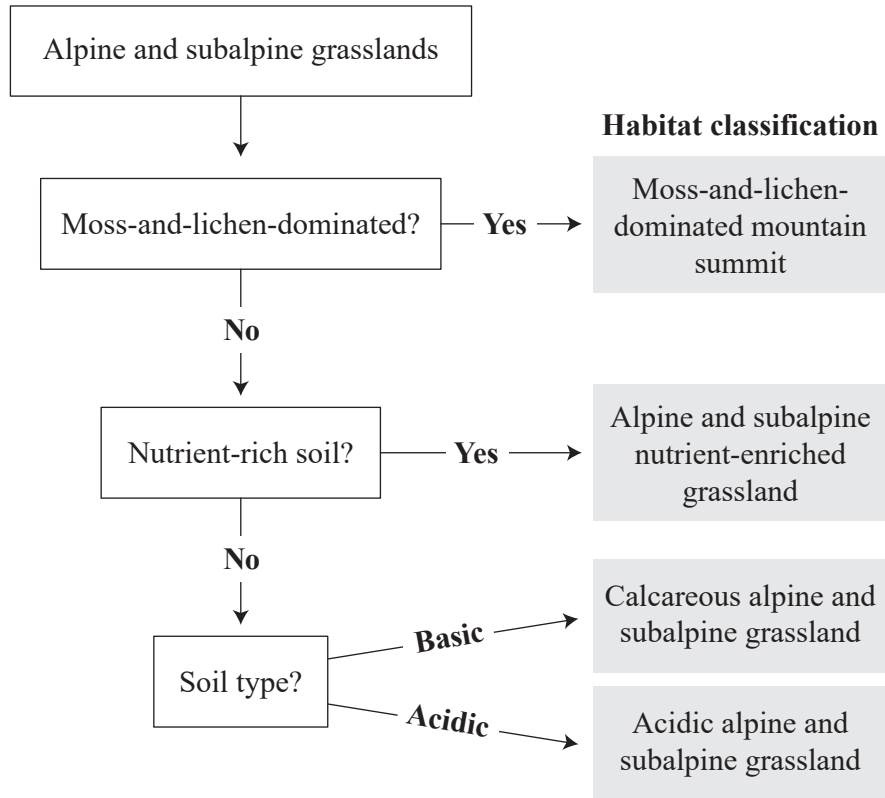 Alpine and subalpine grasslands
Habitat classification
Moss-and-lichen-dominated?
Yes
Moss-and-lichen-
dominated mountain
summit
No
Nutrient-rich soil?
Yes
Alpine and subalpine
nutrient-enriched
grassland
No
Soil type?
Basic
Calcareous alpine and
subalpine grassland
Acidic
Acidic alpine and
subalpine grassland